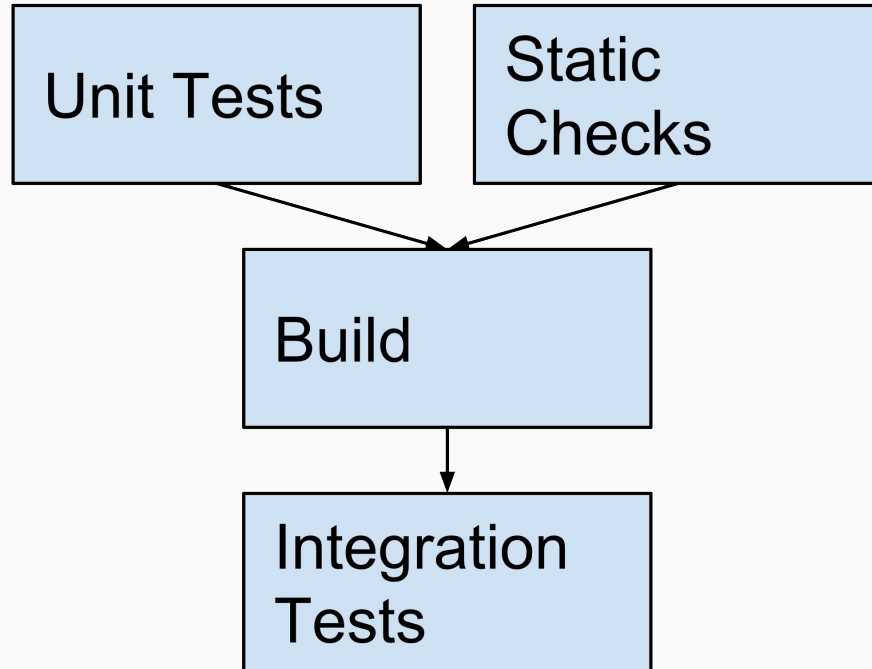 Unit Tests
Static
Checks
Build
Integration
Tests